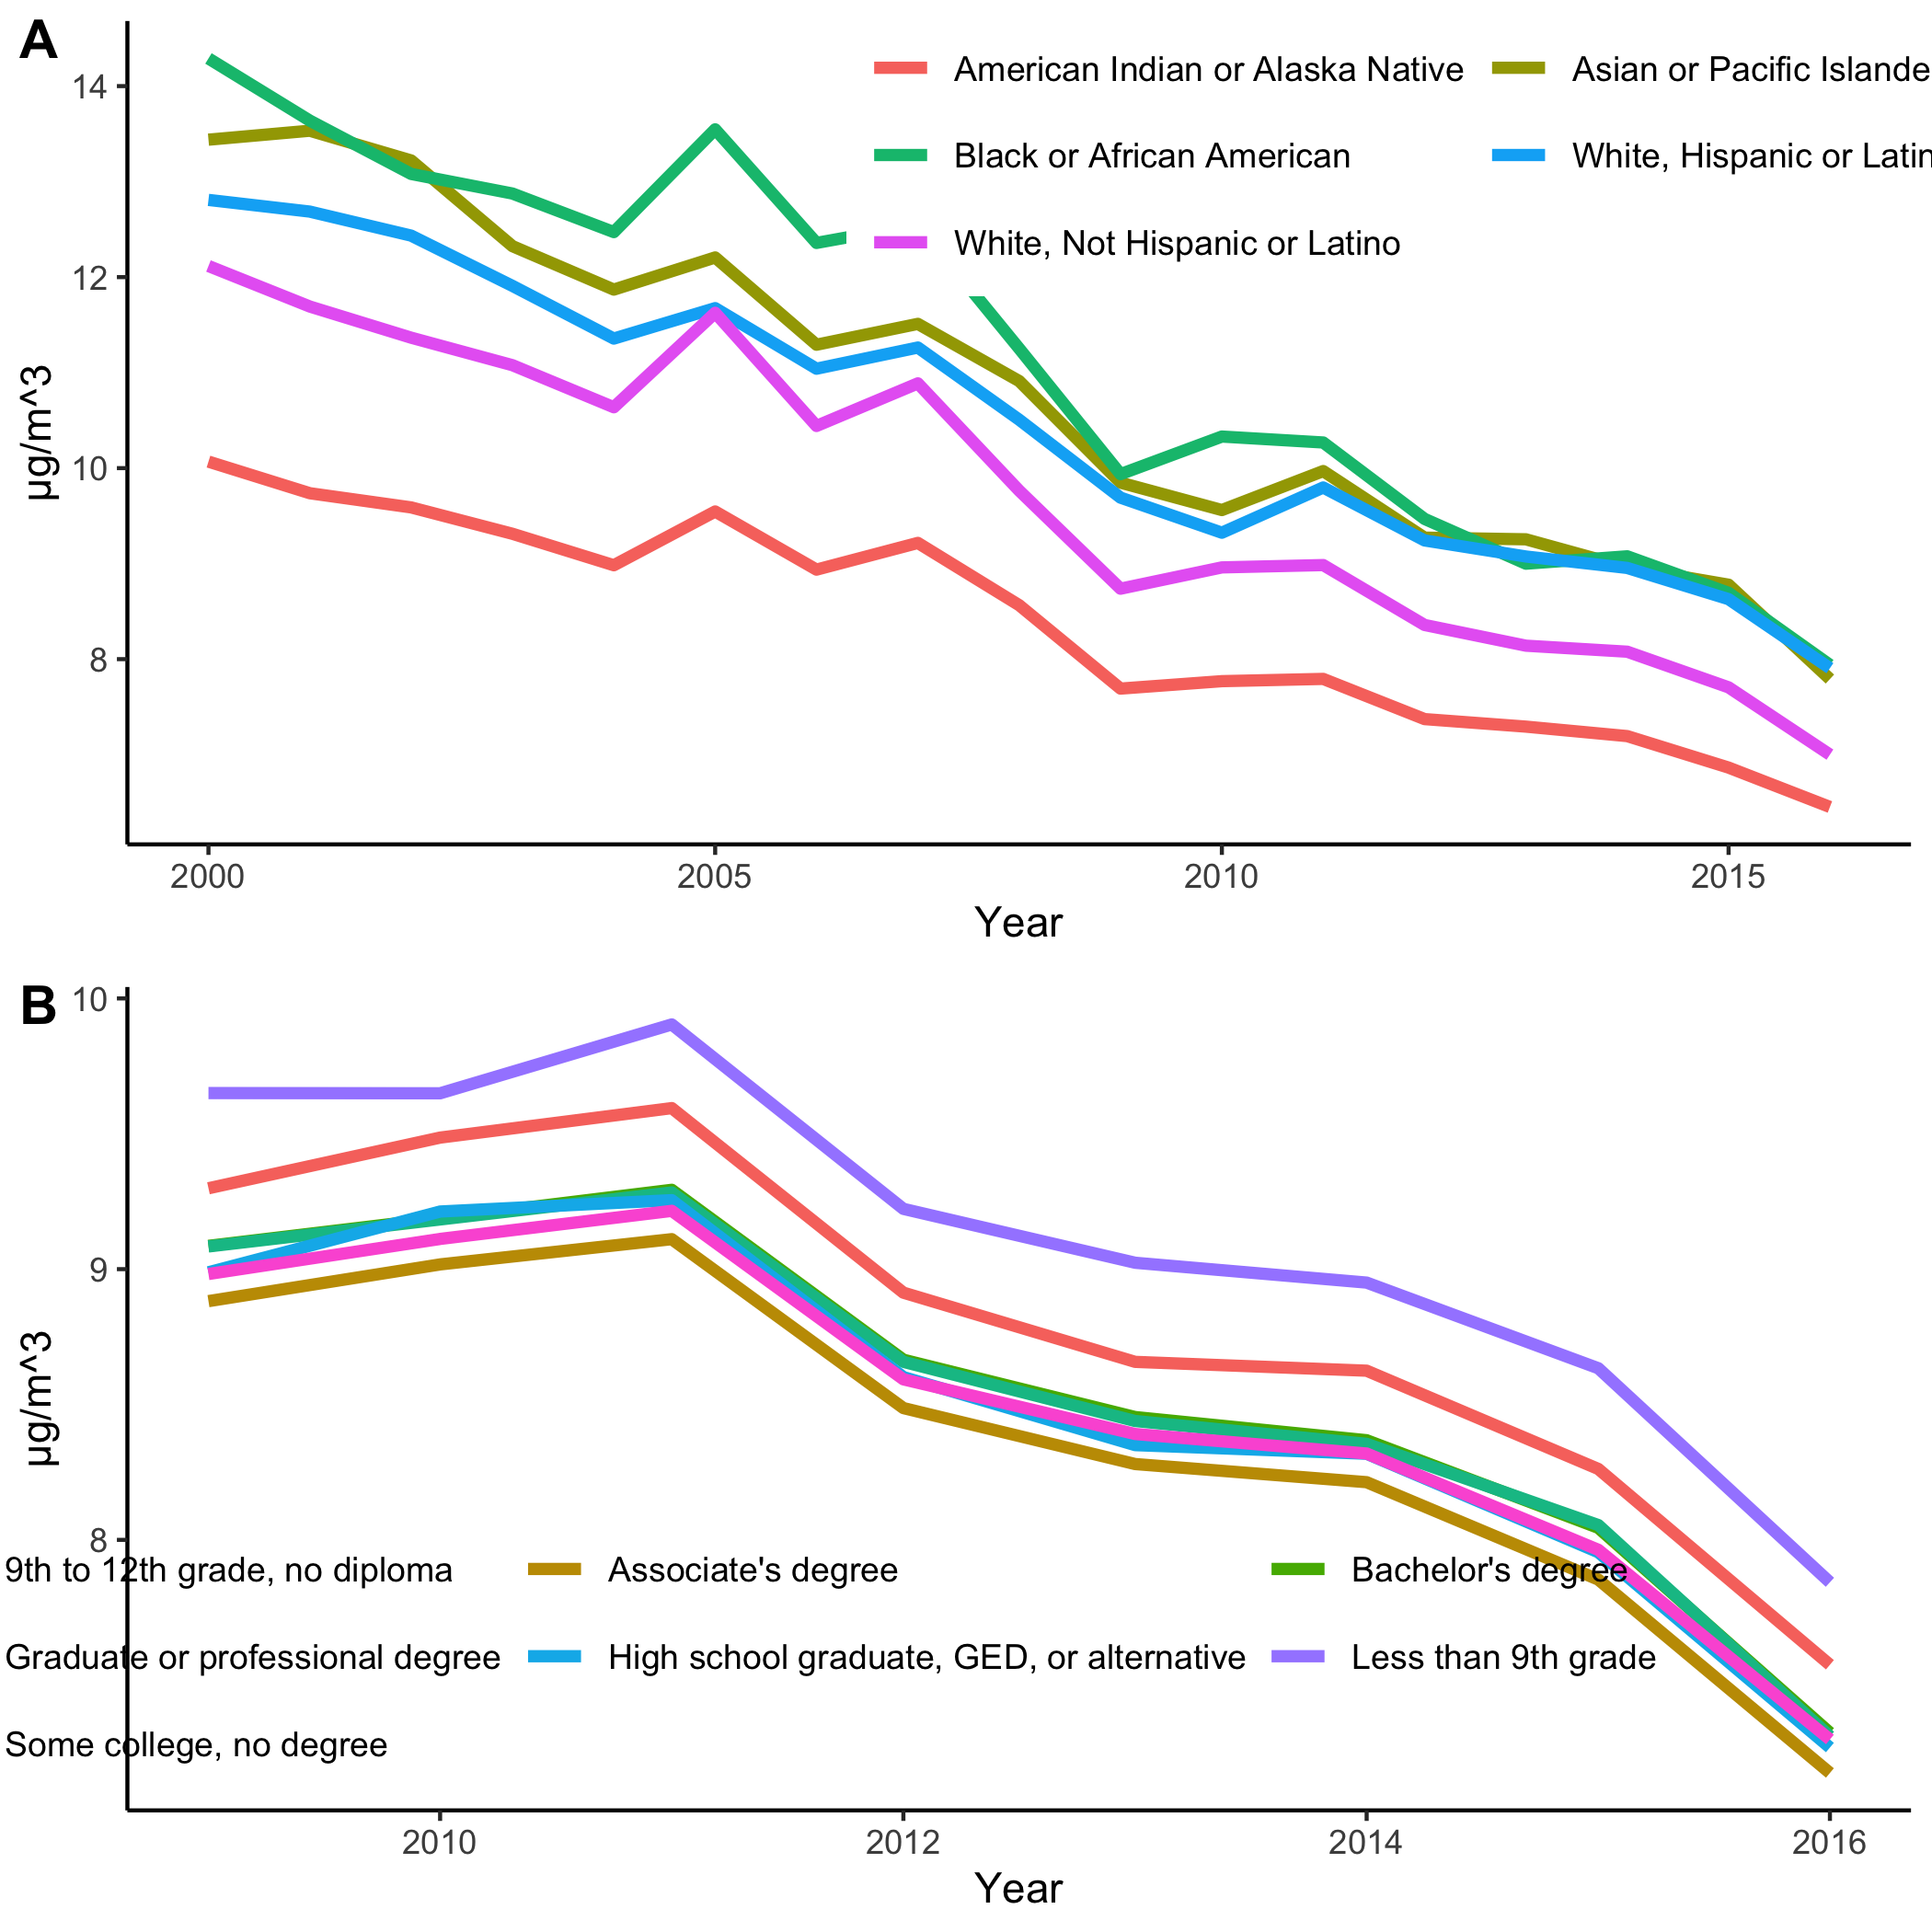 A
14
12
10
8
µg/m^3
American Indian or Alaska Native
Asian or Pacific Islande
Black or African American
White, Hispanic or Latin
White, Not Hispanic or Latino
2000
2005
2010
2015
Year
B
10
9
8
µg/m^3
9th to 12th grade, no diploma
Associate's degree
Bachelor's degree
Graduate or professional degree
High school graduate, GED, or alternative
Less than 9th grade
Some college, no degree
2010
2012
2014
2016
Year